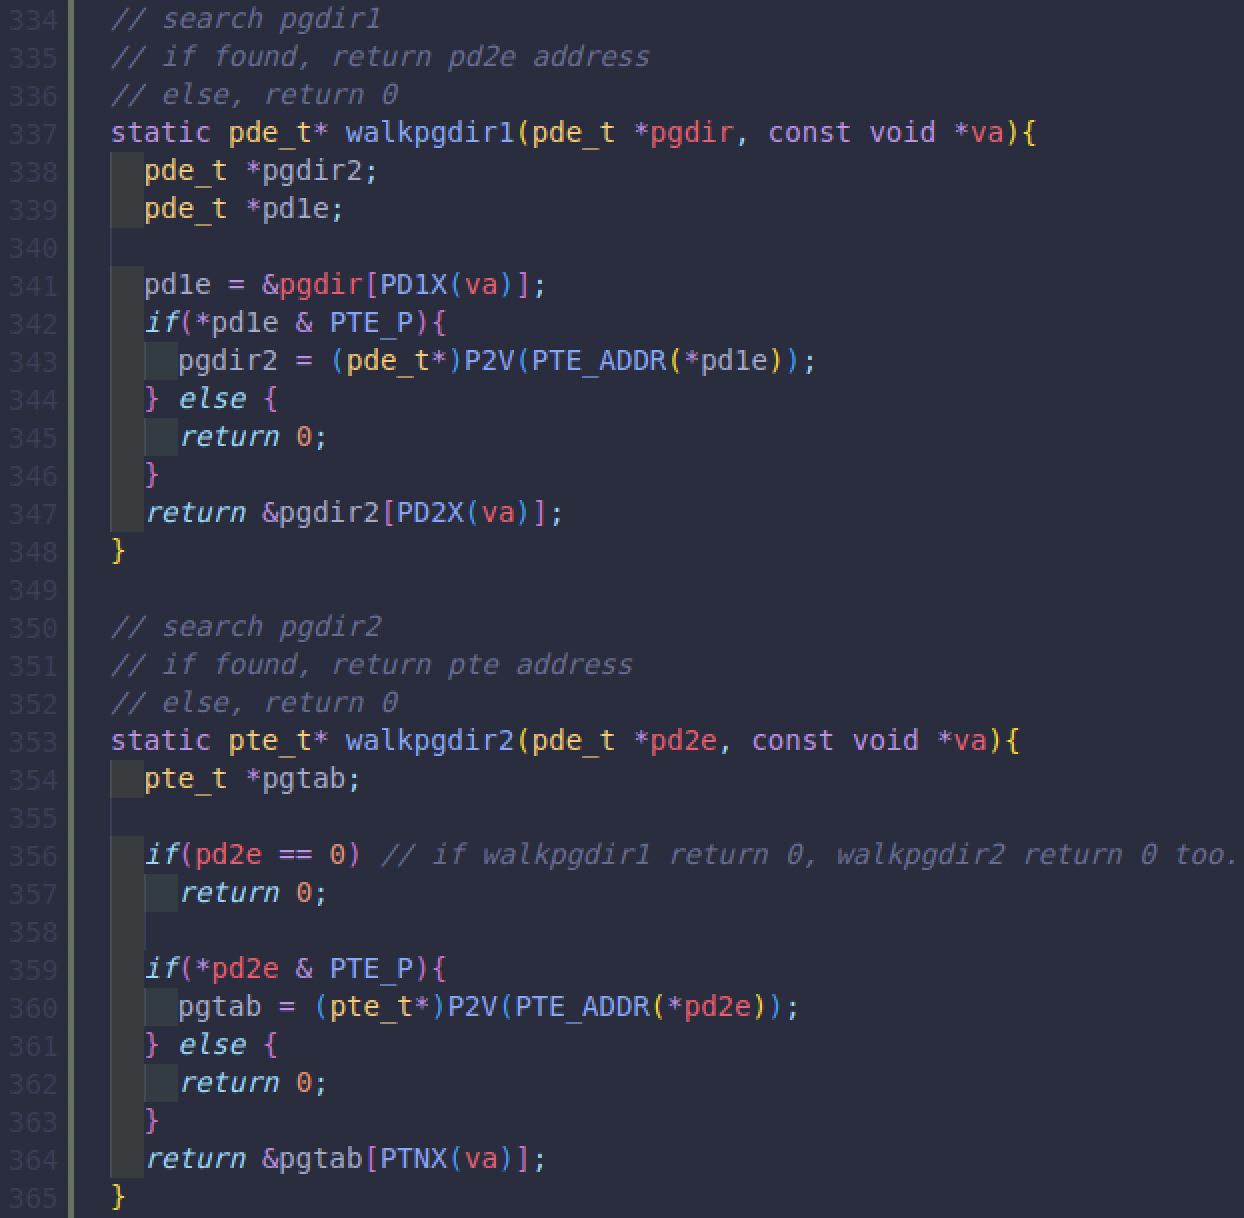 334 // search pgdir1
335 // if found, return pd2e address
336 // else, return 0
337 static pde_t* walkpgdir1(pde_t *pgdir, const void *va){
338   pde_t *pgdir2;
339   pde_t *pd1e;
340
341   pd1e = &pgdir[PD1X(va)];
342   if(*pd1e & PTE_P){
343     pgdir2 = (pde_t*)P2V(PTE_ADDR(*pd1e));
344   } else {
345     return 0;
346   }
347   return &pgdir2[PD2X(va)];
348 }
349
350 // search pgdir2
351 // if found, return pte address
352 // else, return 0
353 static pte_t* walkpgdir2(pde_t *pd2e, const void *va){
354   pte_t *pgtab;
355
356   if(pd2e == 0) // if walkpgdir1 return 0, walkpgdir2 return 0 too.
357     return 0;
358
359   if(*pd2e & PTE_P){
360     pgtab = (pte_t*)P2V(PTE_ADDR(*pd2e));
361   } else {
362     return 0;
363   }
364   return &pgtab[PTNX(va)];
365 }